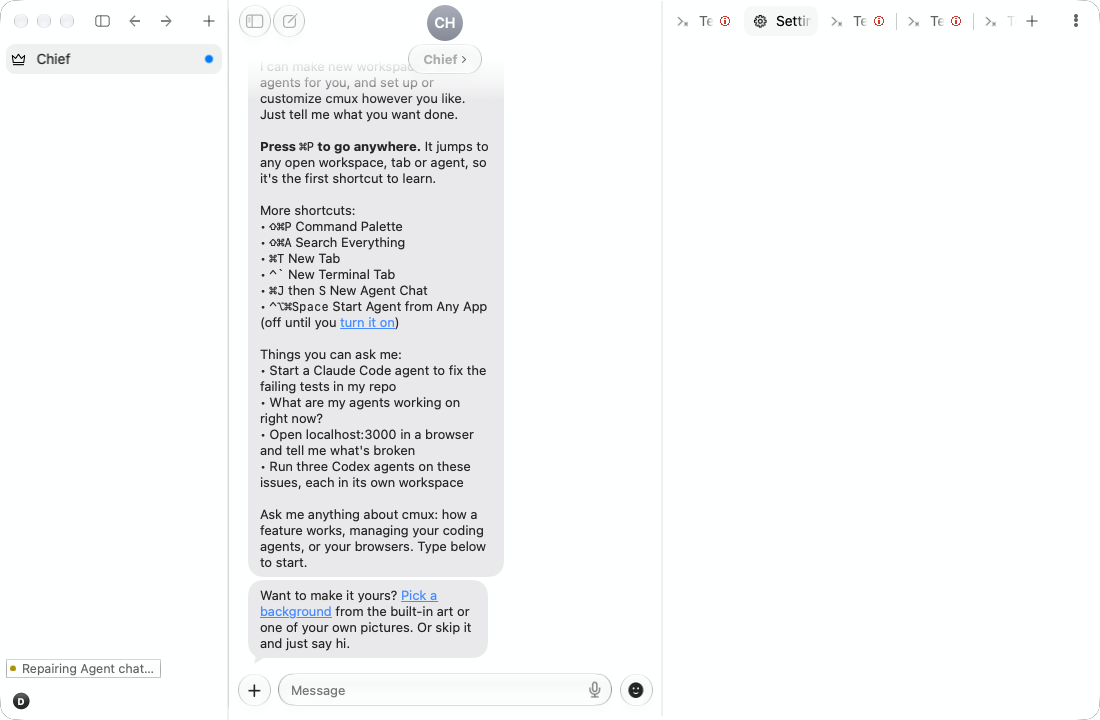 Te
Settin
Te
Te
T
Chief
CH
Chief
I can make new workspac
agents for you, and set up or
customize cmux however you like.
Just tell me what you want done.
Press ⌘P to go anywhere. It jumps to
any open workspace, tab or agent, so
it's the first shortcut to learn.
More shortcuts:
• ⇧⌘P Command Palette
• ⇧⌘A Search Everything
• ⌘T New Tab
• ^` New Terminal Tab
• ⌘J then S New Agent Chat
• ^⌥⌘Space Start Agent from Any App
(off until you turn it on)
Things you can ask me:
• Start a Claude Code agent to fix the
failing tests in my repo
• What are my agents working on
right now?
• Open localhost:3000 in a browser
and tell me what's broken
• Run three Codex agents on these
issues, each in its own workspace
Ask me anything about cmux: how a
feature works, managing your coding
agents, or your browsers. Type below
to start.
Want to make it yours? Pick a
background from the built-in art or
one of your own pictures. Or skip it
and just say hi.
Repairing Agent chat...
Message
D